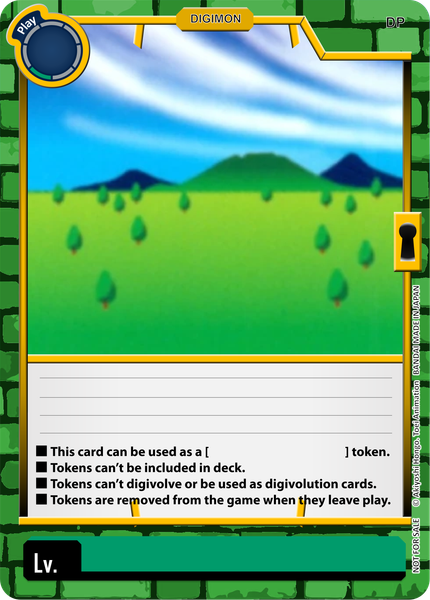 Play
DIGIMON
DP
■ This card can be used as a [ ] token.
■ Tokens can't be included in deck.
■ Tokens can't digivolve or be used as digivolution cards.
■ Tokens are removed from the game when they leave play.
Lv.
NOT FOR SALE © Akiyoshi Hongo, Toei Animation BANDAI MADE IN JAPAN